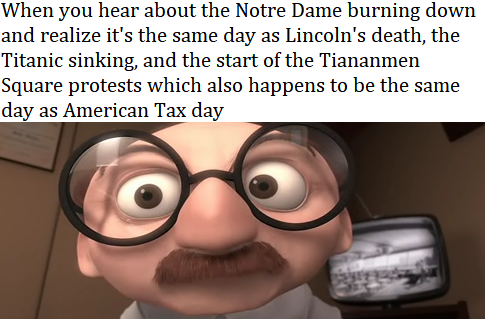 When you hear about the Notre Dame burning down
and realize it's the same day as Lincoln's death, the
Titanic sinking, and the start of the Tiananmen
Square protests which also happens to be the same
day as American Tax day